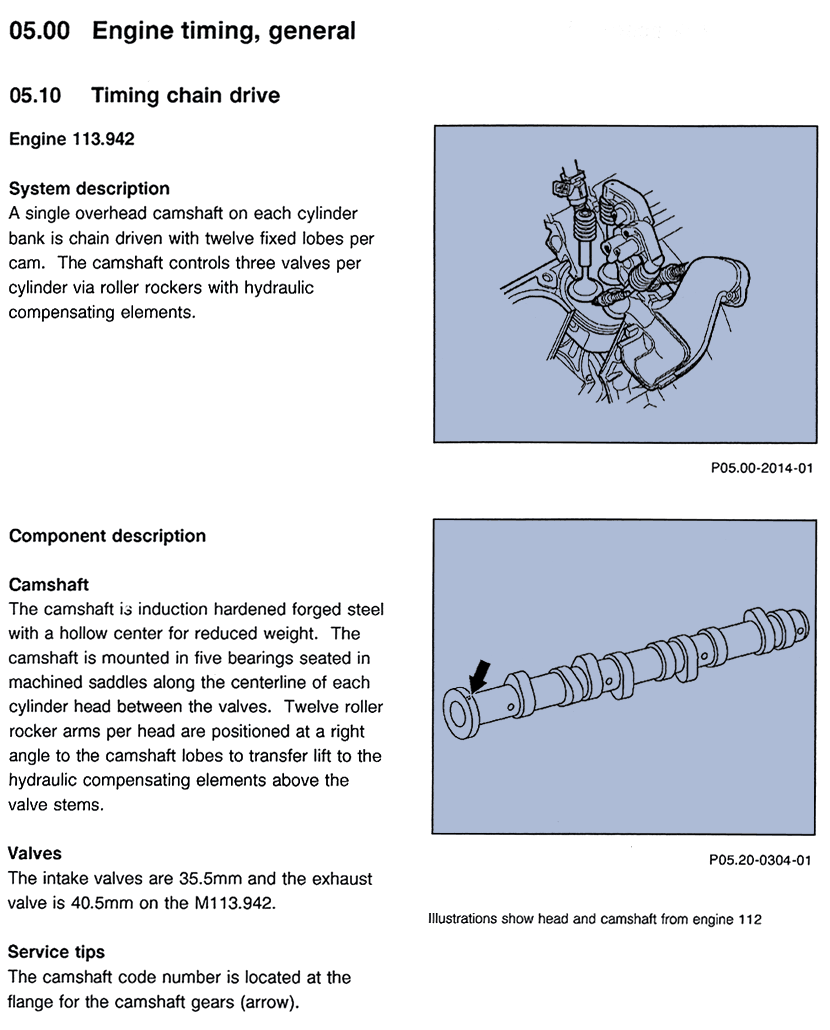 05.00 Engine timing, general
05.10 Timing chain drive
Engine 113.942
System description
A single overhead camshaft on each cylinder
bank is chain driven with twelve fixed lobes per
cam. The camshaft controls three valves per
cylinder via roller rockers with hydraulic
compensating elements.
P05.00-2014-01
Component description
Camshaft
The camshaft is induction hardened forged steel
with a hollow center for reduced weight. The
camshaft is mounted in five bearings seated in
machined saddles along the centerline of each
cylinder head between the valves. Twelve roller
rocker arms per head are positioned at a right
angle to the camshaft lobes to transfer lift to the
hydraulic compensating elements above the
valve stems.
P05.20-0304-01
Valves
The intake valves are 35.5mm and the exhaust
valve is 40.5mm on the M113.942.
Illustrations show head and camshaft from engine 112
Service tips
The camshaft code number is located at the
flange for the camshaft gears (arrow).